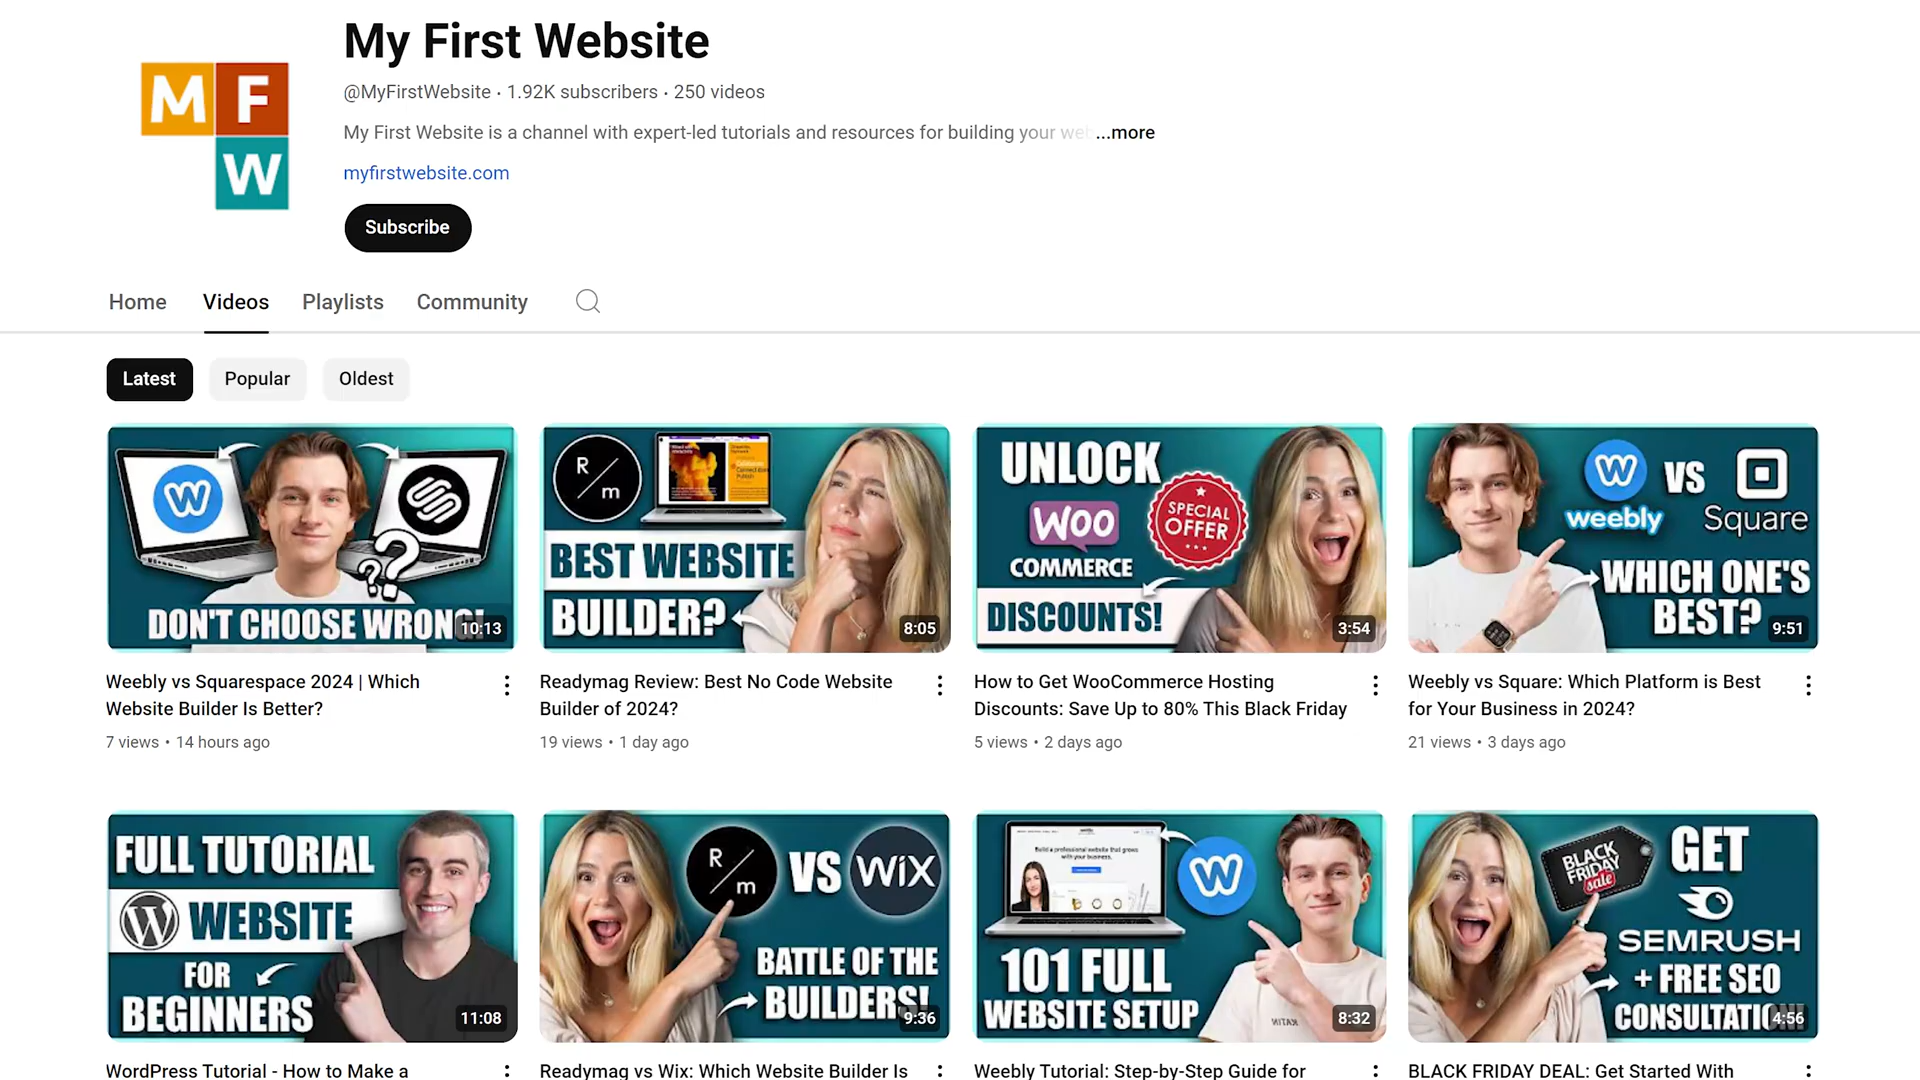 My First Website
@MyFirstWebsite · 1.92K subscribers · 250 videos
My First Website is a channel with expert-led tutorials and resources for building your web ...more
myfirstwebsite.com
M F
W
Subscribe
Home Videos Playlists Community
Latest Popular Oldest
DON'T CHOOSE WRONG!
10:13
R/m
BEST WEBSITE
BUILDER?
8:05
UNLOCK
WOO
COMMERCE
SPECIAL
OFFER
DISCOUNTS!
3:54
W VS
weebly Square
WHICH ONE'S
BEST?
9:51
Weebly vs Squarespace 2024 | Which
Website Builder Is Better?
7 views • 14 hours ago
Readymag Review: Best No Code Website
Builder of 2024?
19 views • 1 day ago
How to Get WooCommerce Hosting
Discounts: Save Up to 80% This Black Friday
5 views • 2 days ago
Weebly vs Square: Which Platform is Best
for Your Business in 2024?
21 views • 3 days ago
FULL TUTORIAL
W WEBSITE
FOR
BEGINNERS
11:08
R/m VS WiX
BATTLE OF THE
BUILDERS!
9:36
Build a professional website that grows
with your business.
W
101 FULL
WEBSITE SETUP
8:32
BLACK
FRIDAY
sale
GET
SEMRUSH
+ FREE SEO
4:56
WordPress Tutorial - How to Make a
Readymag vs Wix: Which Website Builder Is
Weebly Tutorial: Step-by-Step Guide for
BLACK FRIDAY DEAL: Get Started With